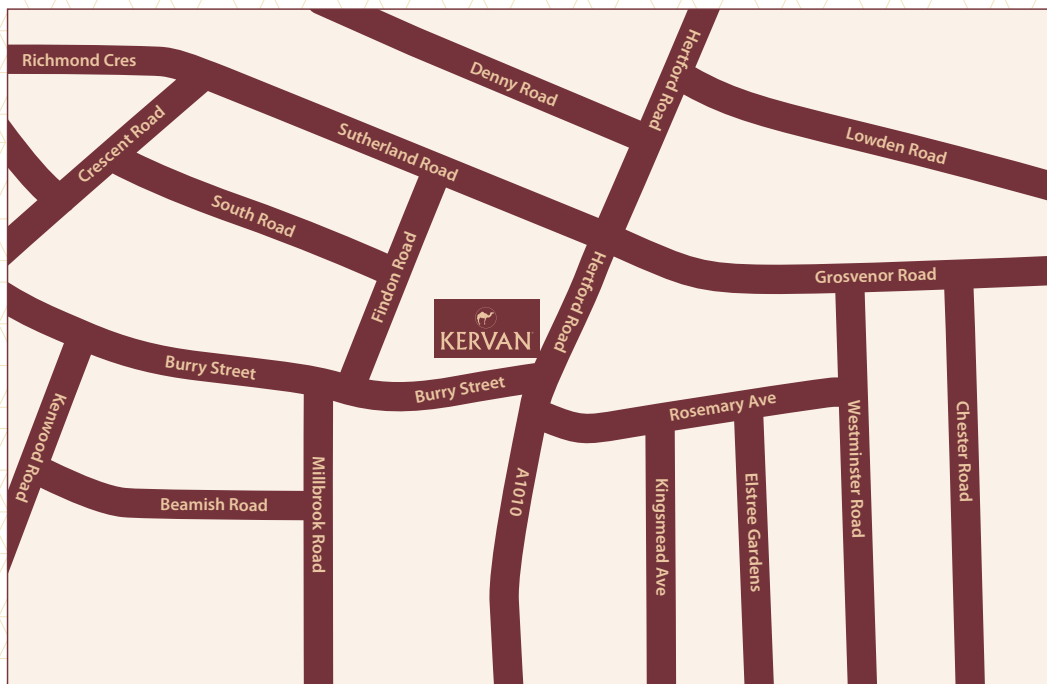 Richmond Cres
Hertford Road
Denny Road
Crescent Road
Sutherland Road
Lowden Road
South Road
Findon Road
Hertford Road
Grosvenor Road
KERVAN
Burry Street
Burry Street
Kenwood Road
Rosemary Ave
Westminster Road
Chester Road
Millbrook Road
A1010
Kingsmead Ave
Elstree Gardens
Beamish Road